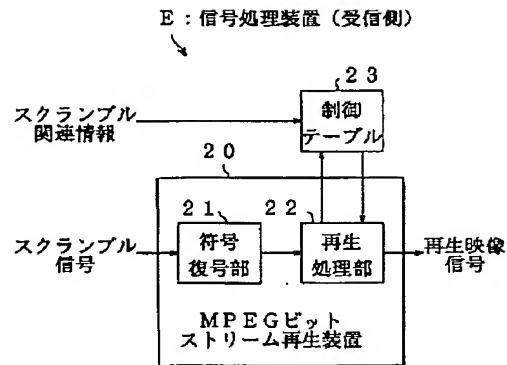 E：信号処理装置（受信側）
23
制御
テーブル
スクランブル
関連情報
20
21
22
符号
復号部
再生
処理部
スクランブル
信号
再生映像
信号
MPEGビット
ストリーム再生装置